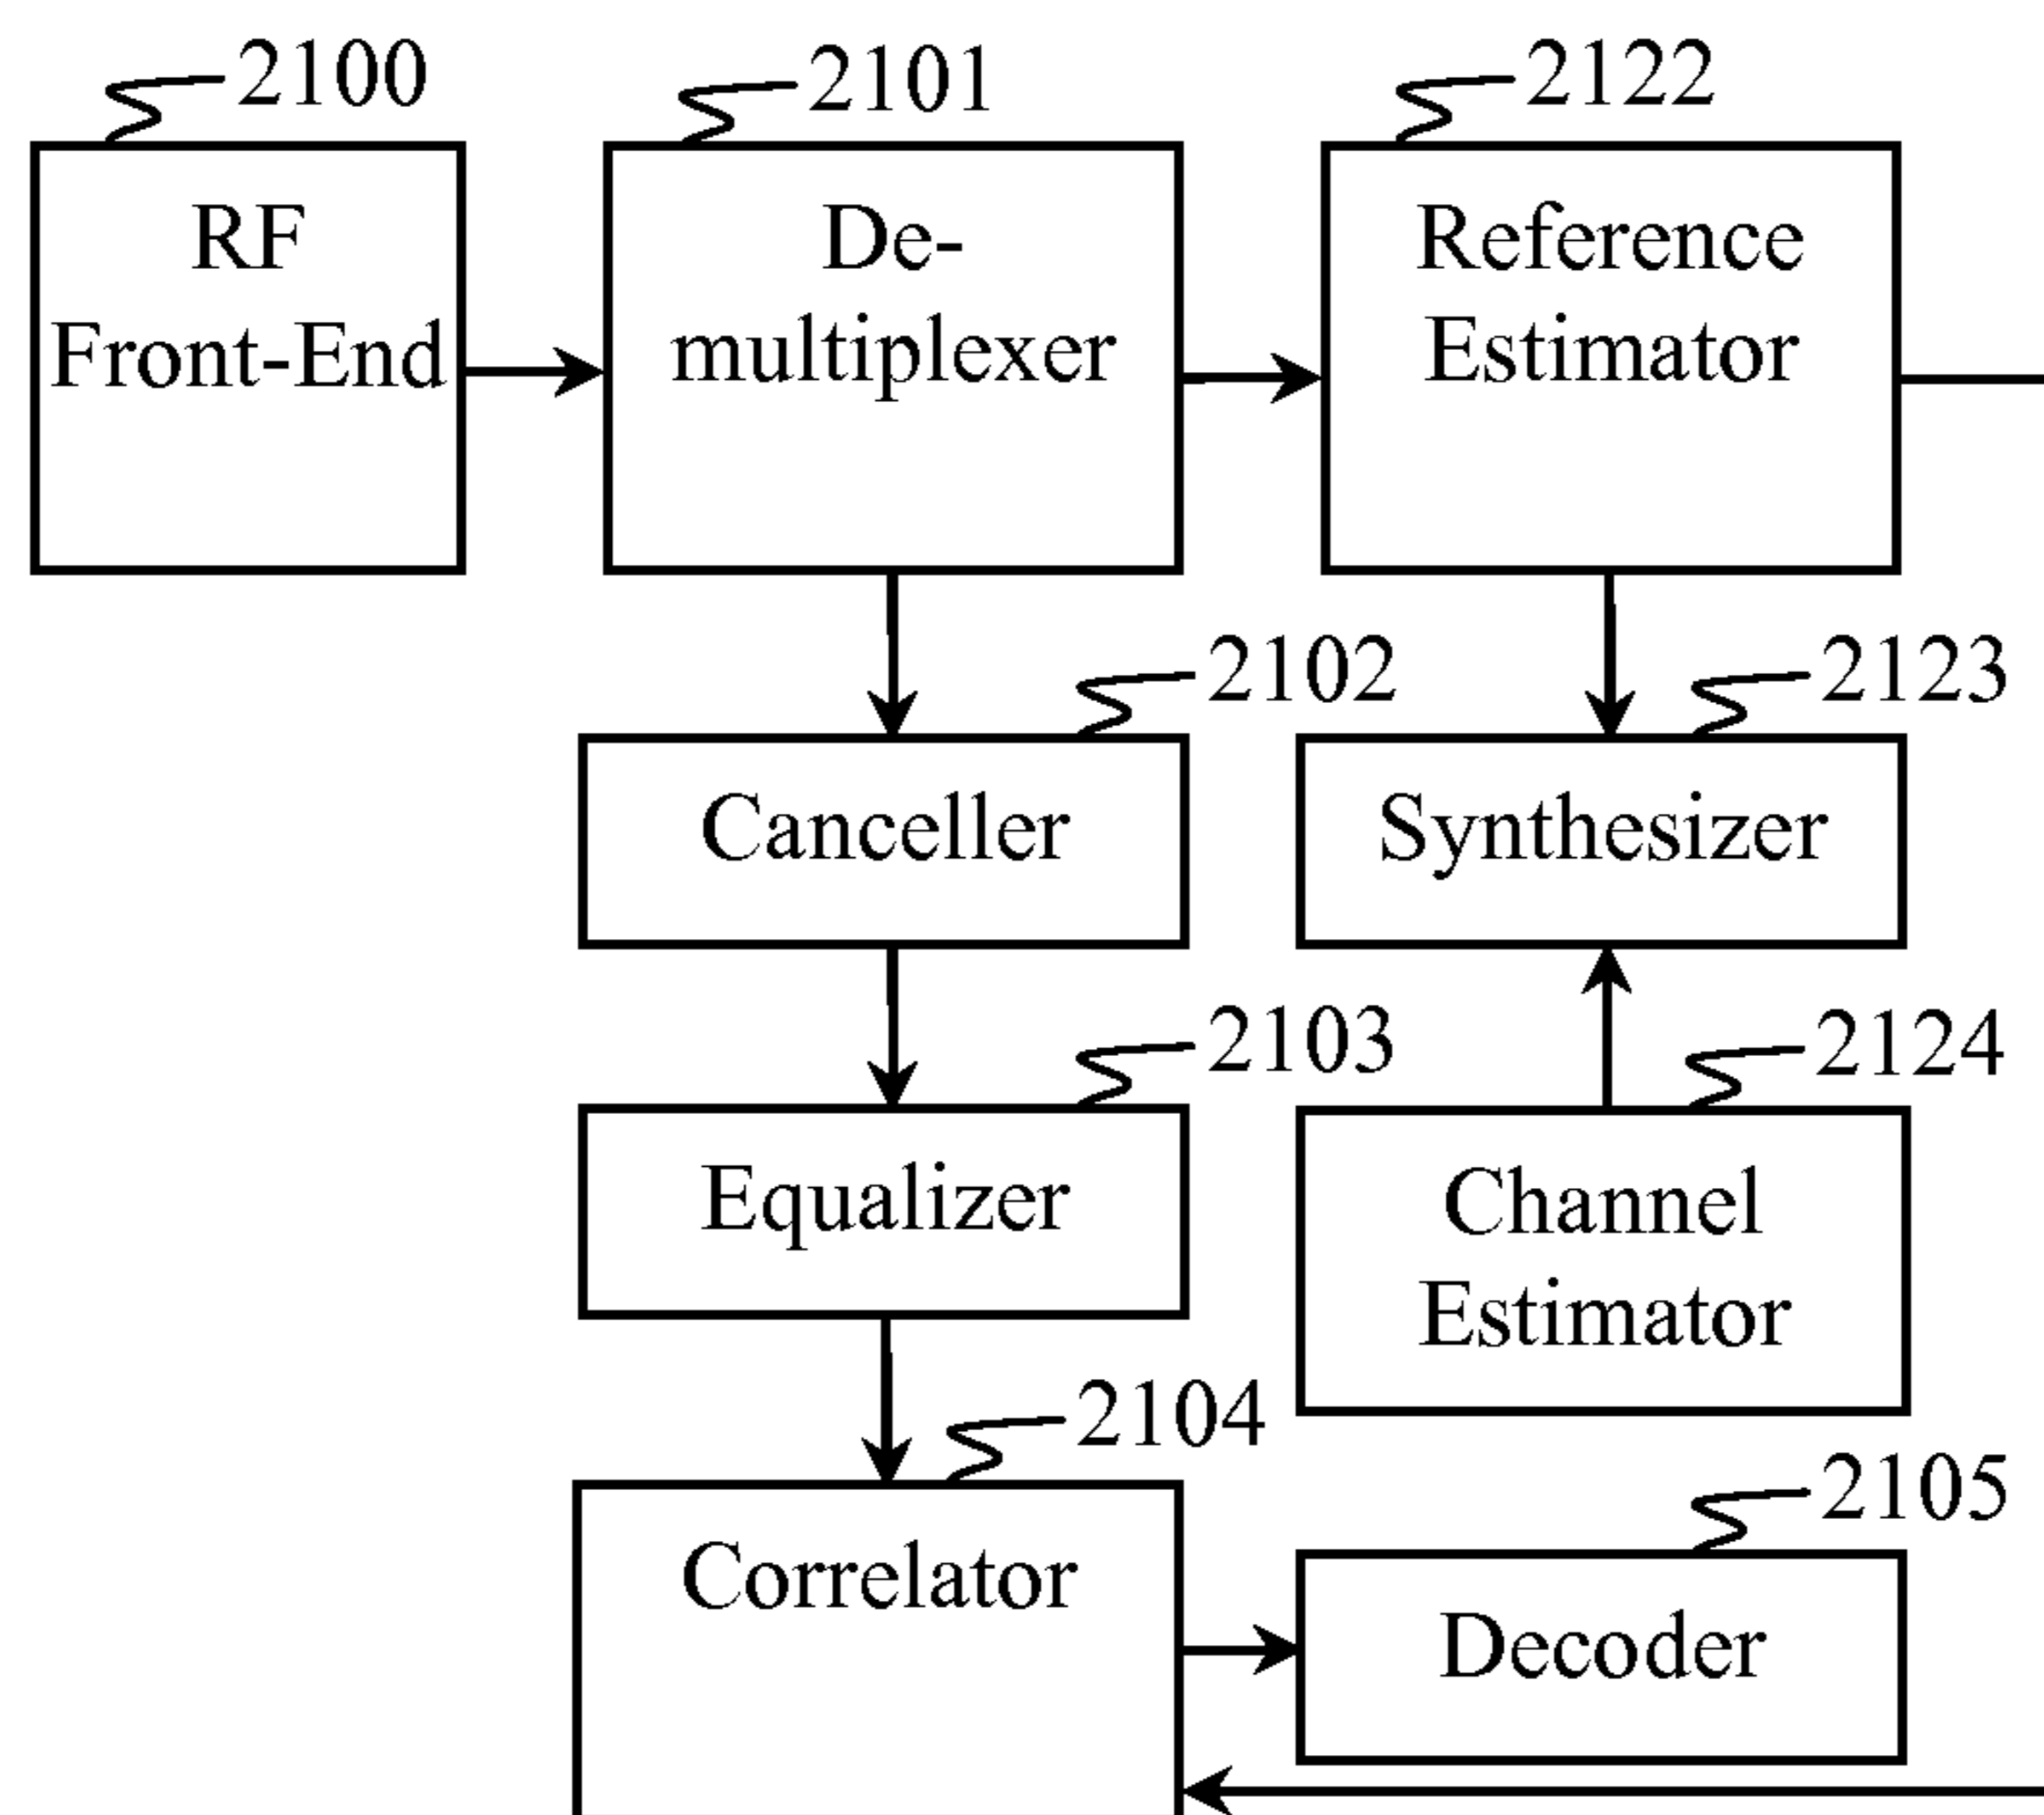 2100
2101
2122
RF
Front-End
De-
multiplexer
Reference
Estimator
2102
2123
Canceller
Synthesizer
2103
2124
Equalizer
Channel
Estimator
2104
2105
Correlator
Decoder